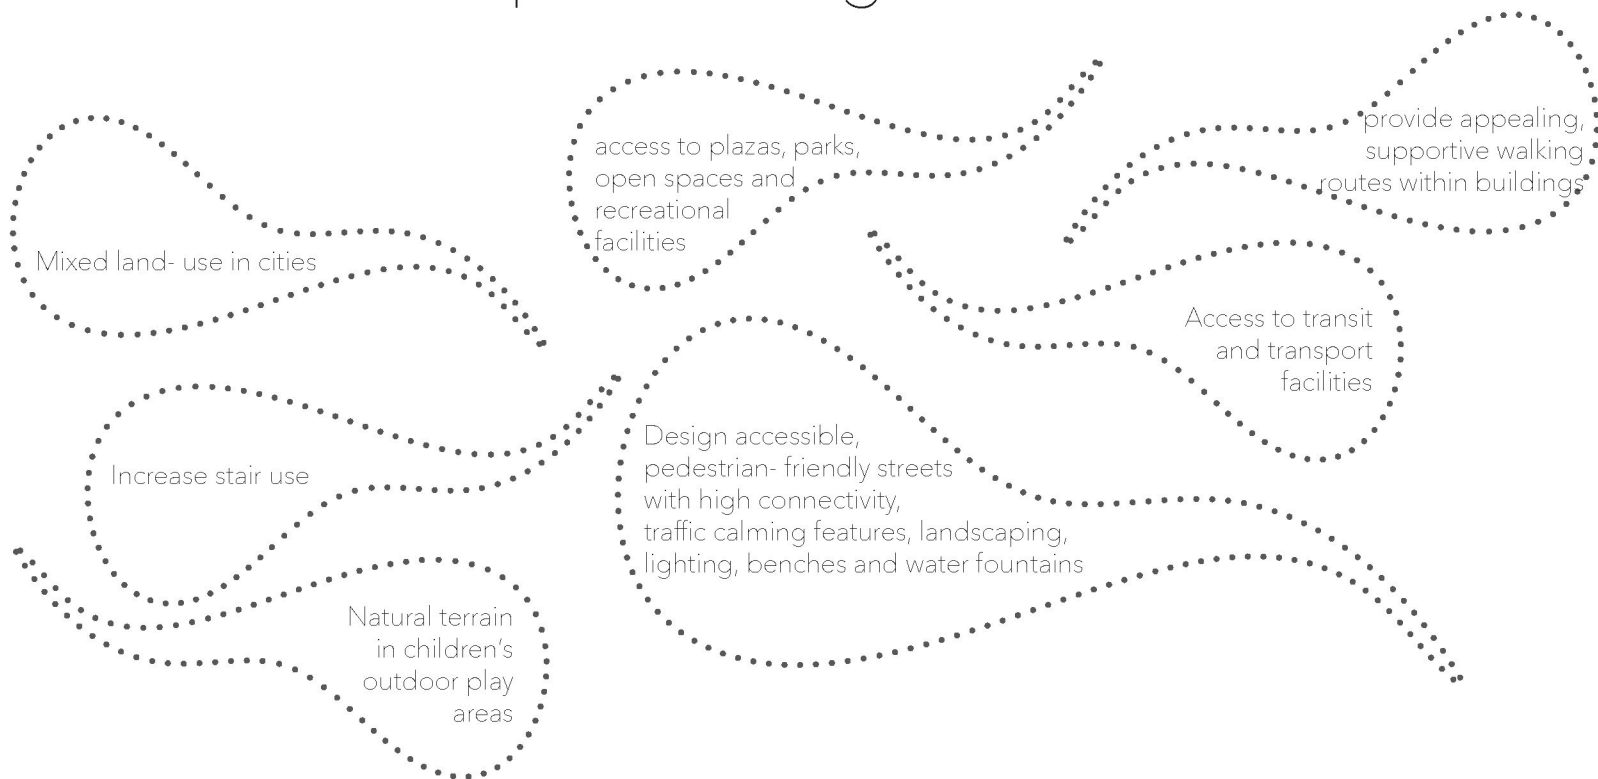 Mixed land- use in cities
access to plazas, parks,
open spaces and
recreational
facilities
provide appealing,
supportive walking
routes within buildings
Access to transit
and transport
facilities
Increase stair use
Design accessible,
pedestrian- friendly streets
with high connectivity,
traffic calming features, landscaping,
lighting, benches and water fountains
Natural terrain
in children’s
outdoor play
areas